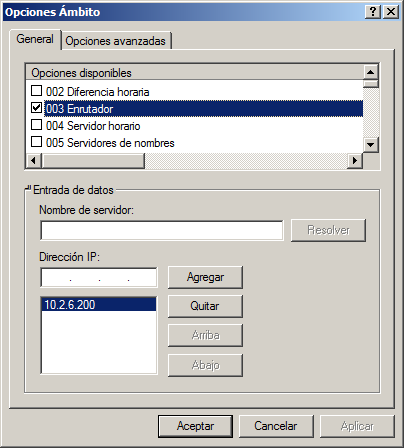 Opciones Ámbito
General
Opciones avanzadas
Opciones disponibles
002 Diferencia horaria
003 Enrutador
004 Servidor horario
005 Servidores de nombres
Entrada de datos
Nombre de servidor:
Resolver
Dirección IP:
. . .
Agregar
10.2.6.200
Quitar
Arriba
Abajo
Aceptar
Cancelar
Aplicar